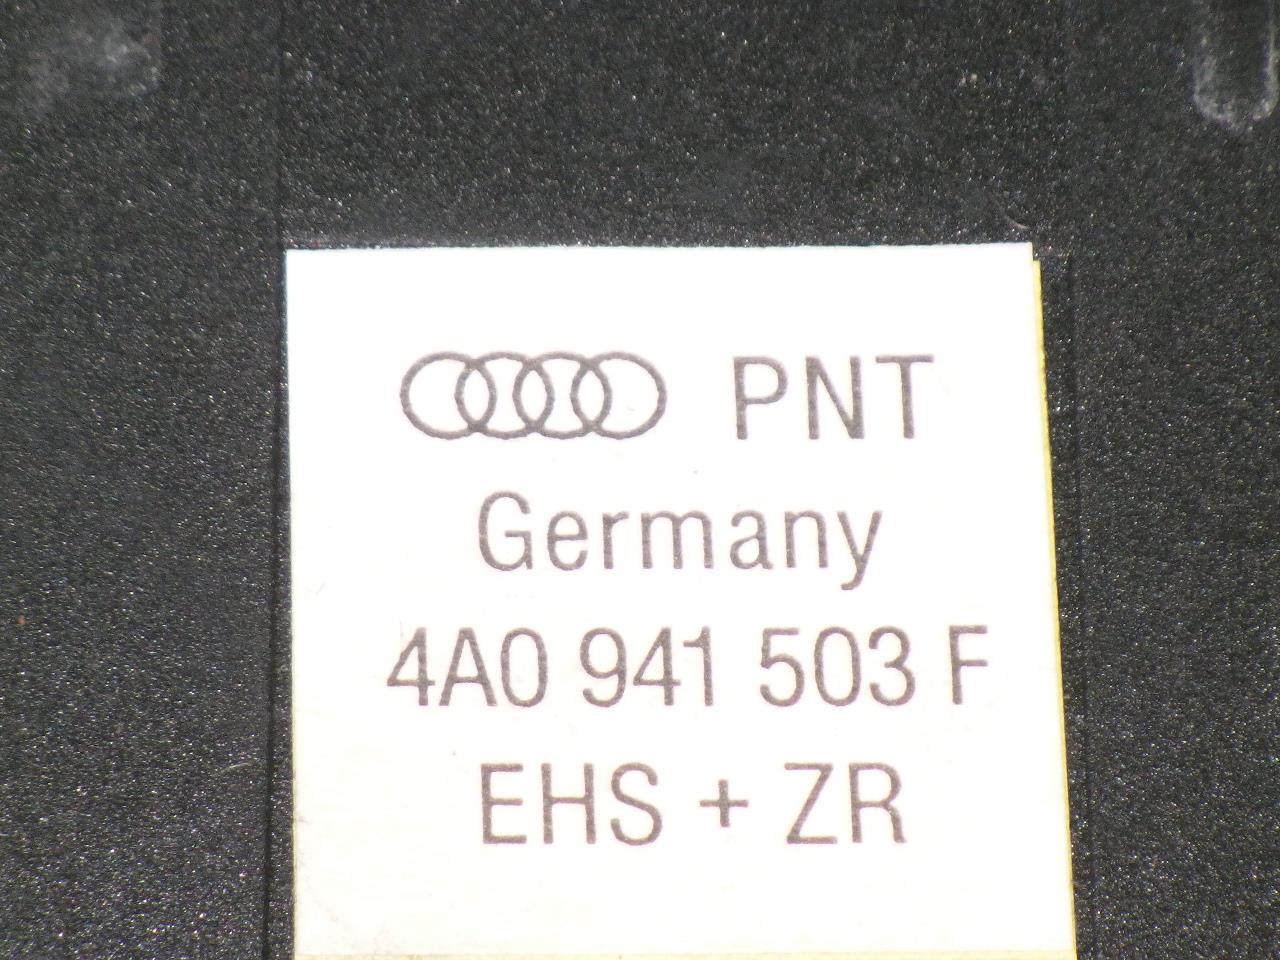 PNT
Germany
4A0 941 503 F
EHS + ZR